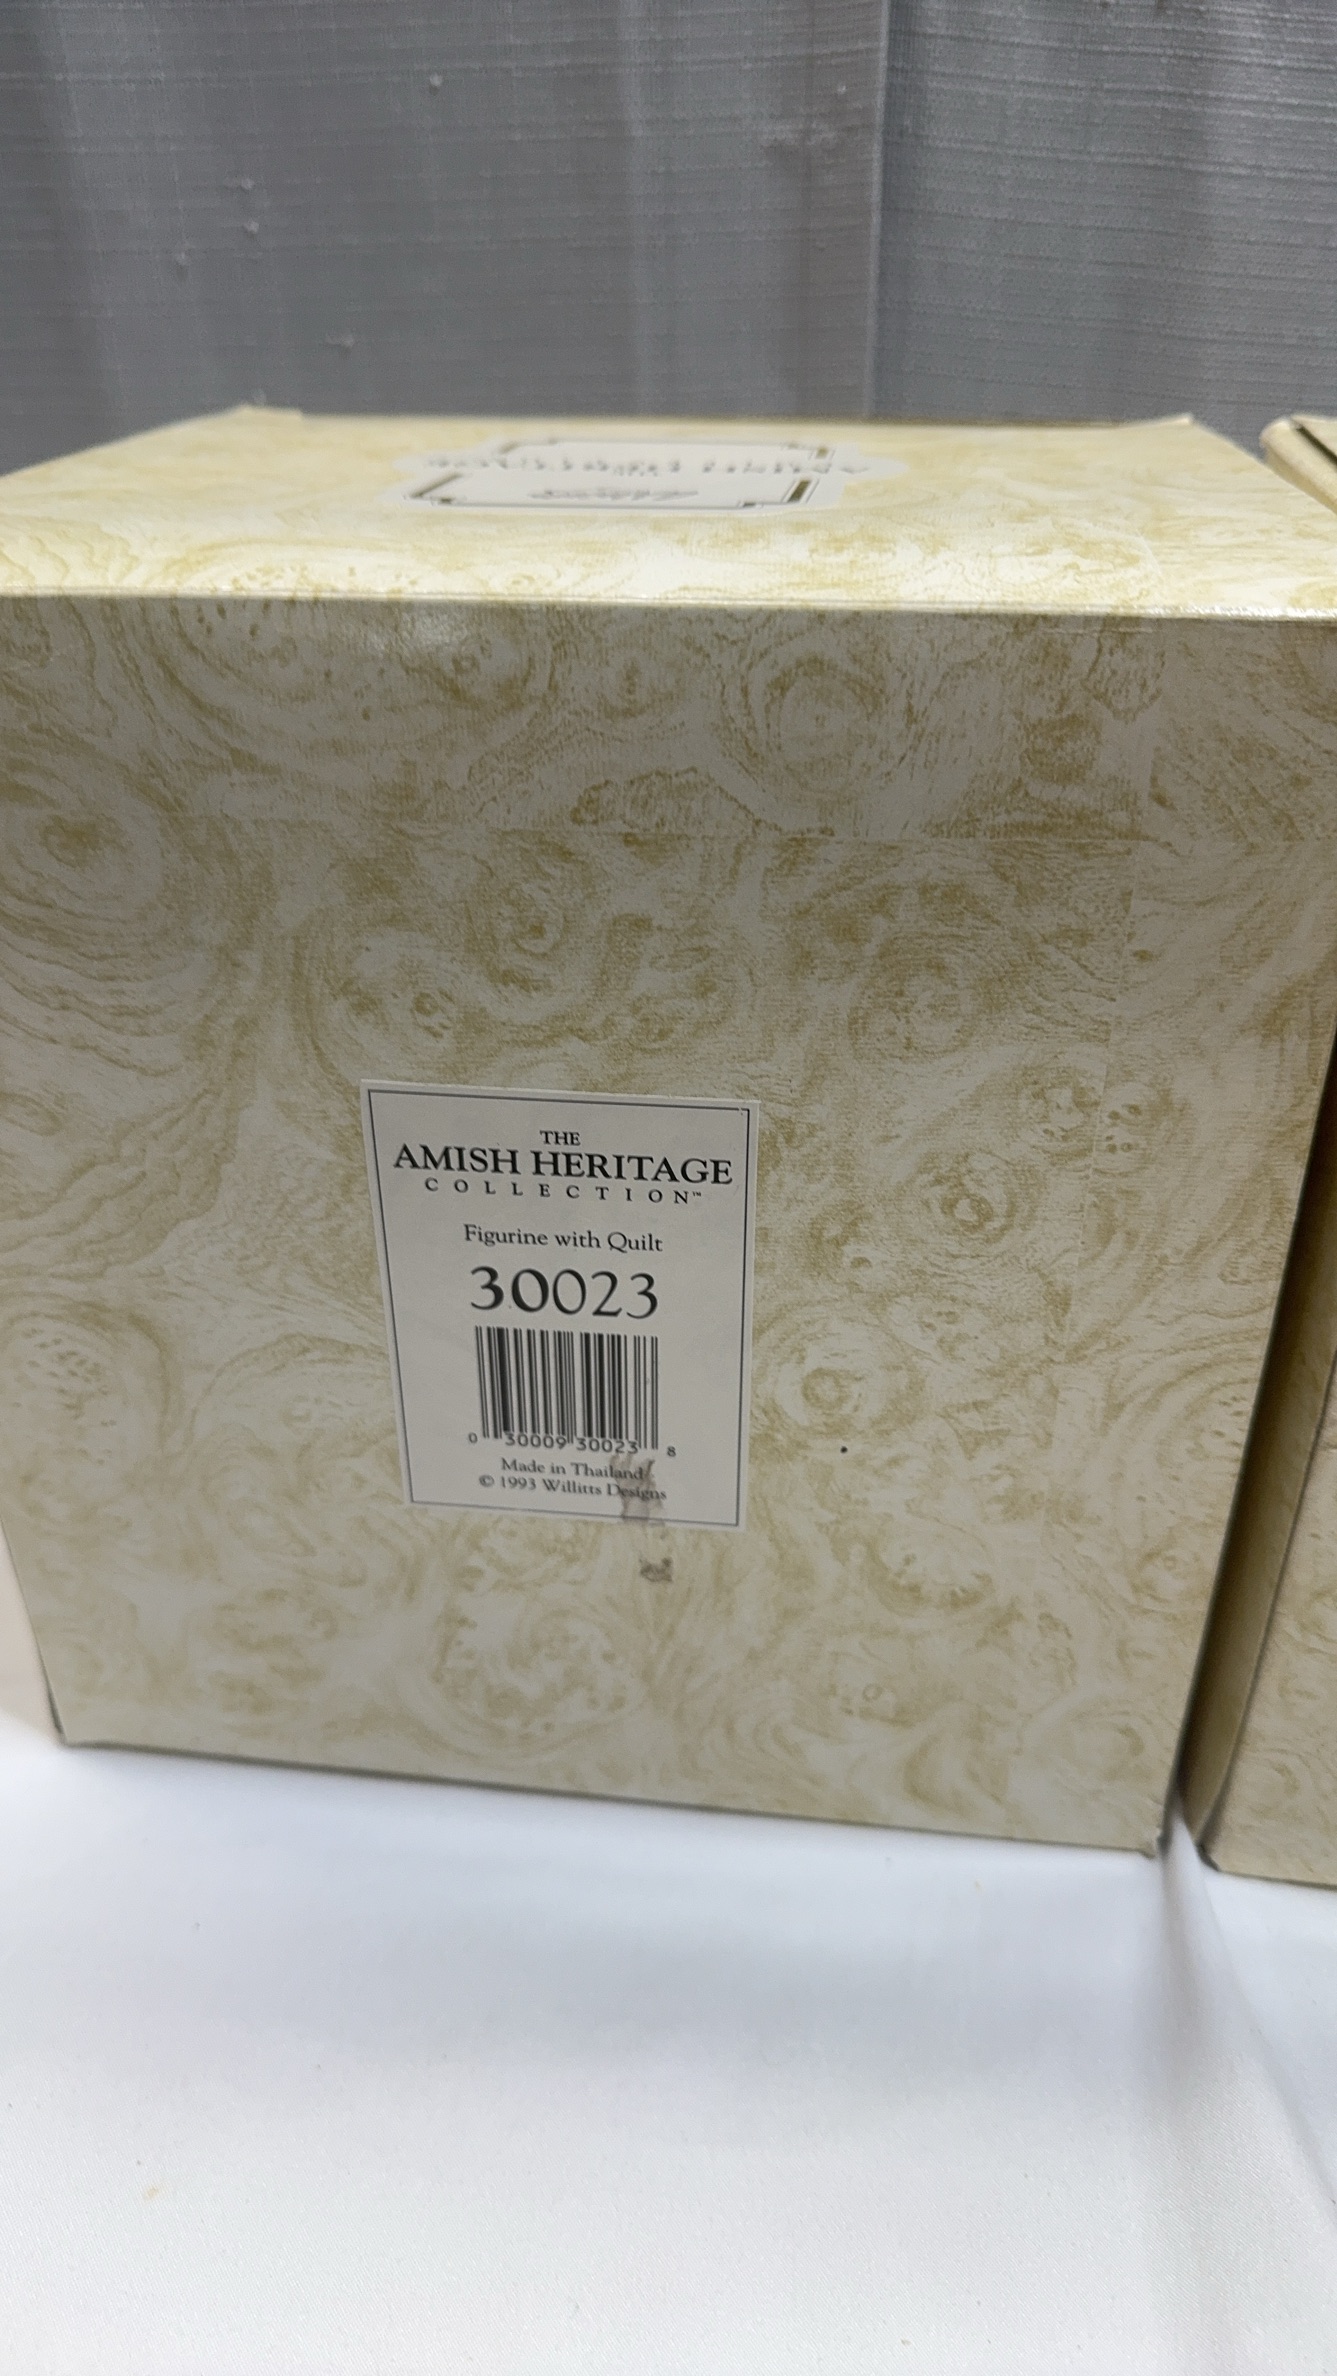 THE
AMISH HERITAGE
COLLECTION™
Figurine with Quilt
30023
0 30009 30023 8
Made in Thailand
© 1993 Willitts Designs